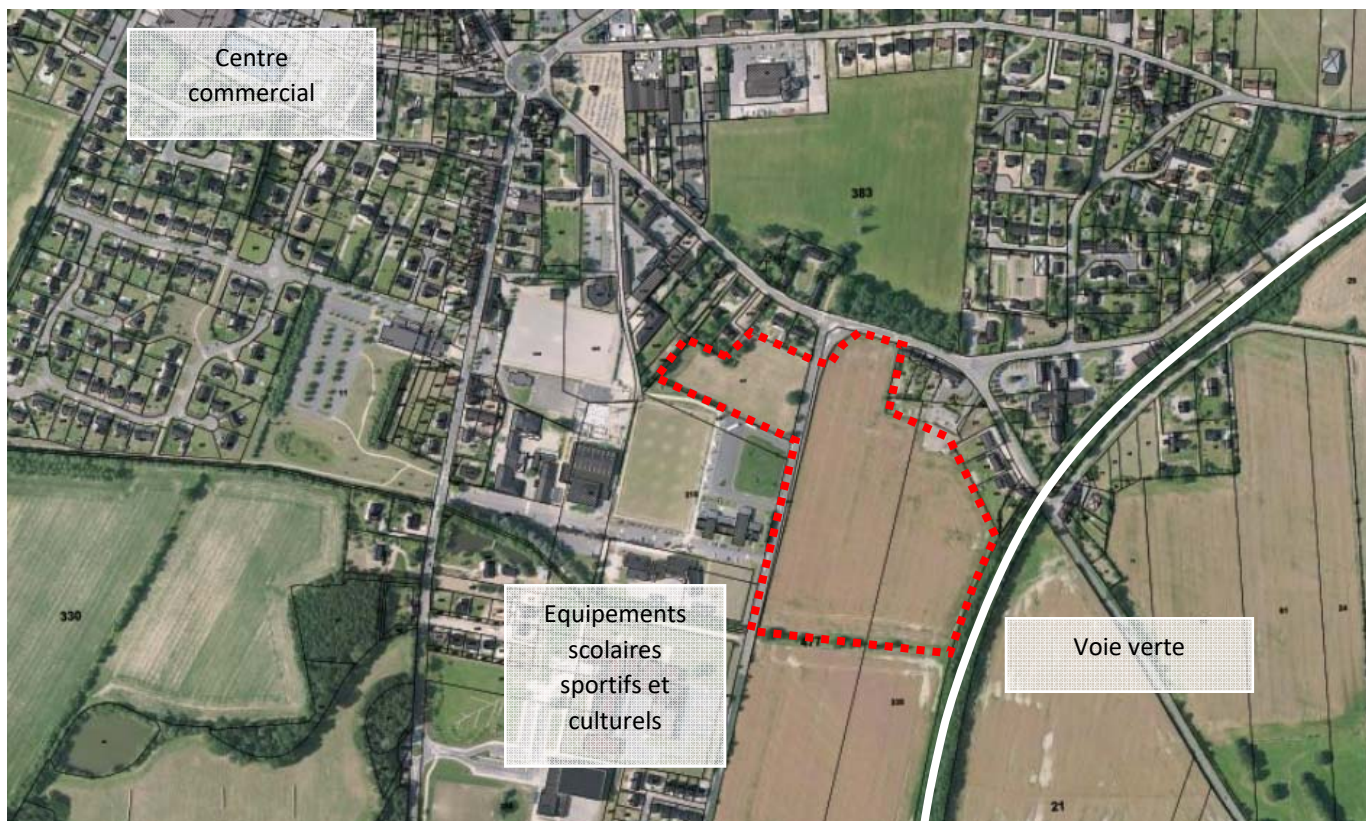 Centre
commercial
383
330
Equipements
scolaires
sportifs et
culturels
Voie verte
21